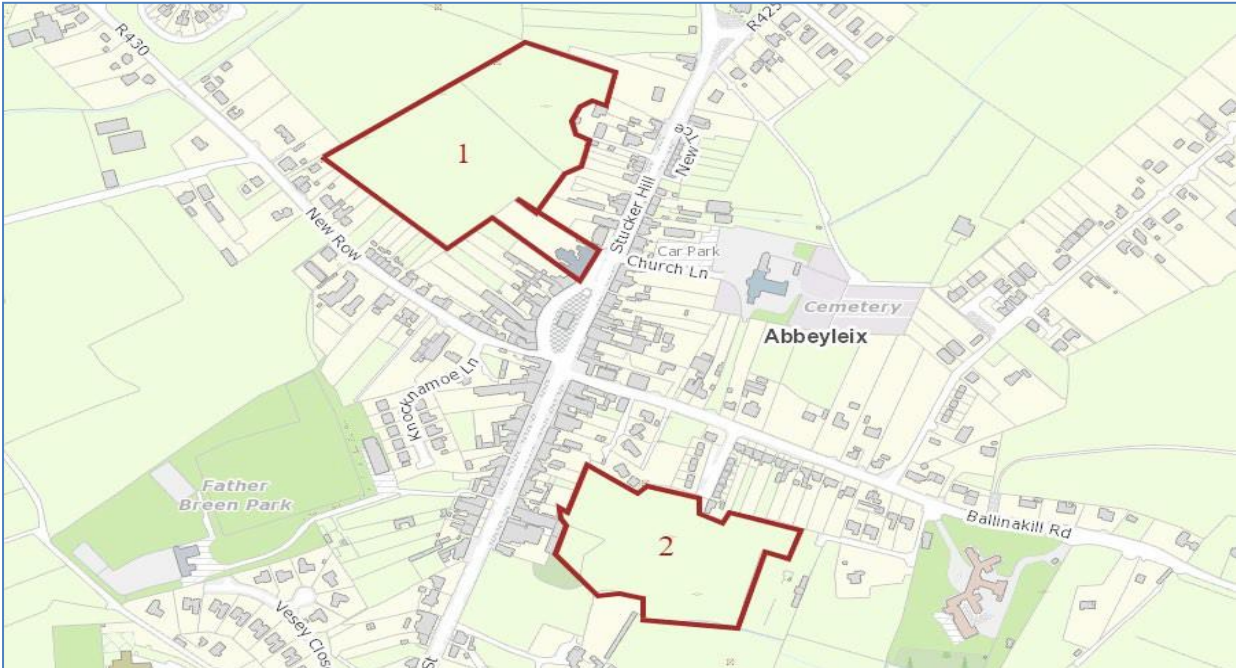 R430
R425
1
New Tce
Stucker Hill
New Row
Car Park
Church Ln
Cemetery
Abbeyleix
Knocknamoe Ln
Father
Breen Park
2
Ballinakill Rd
Vesey Close